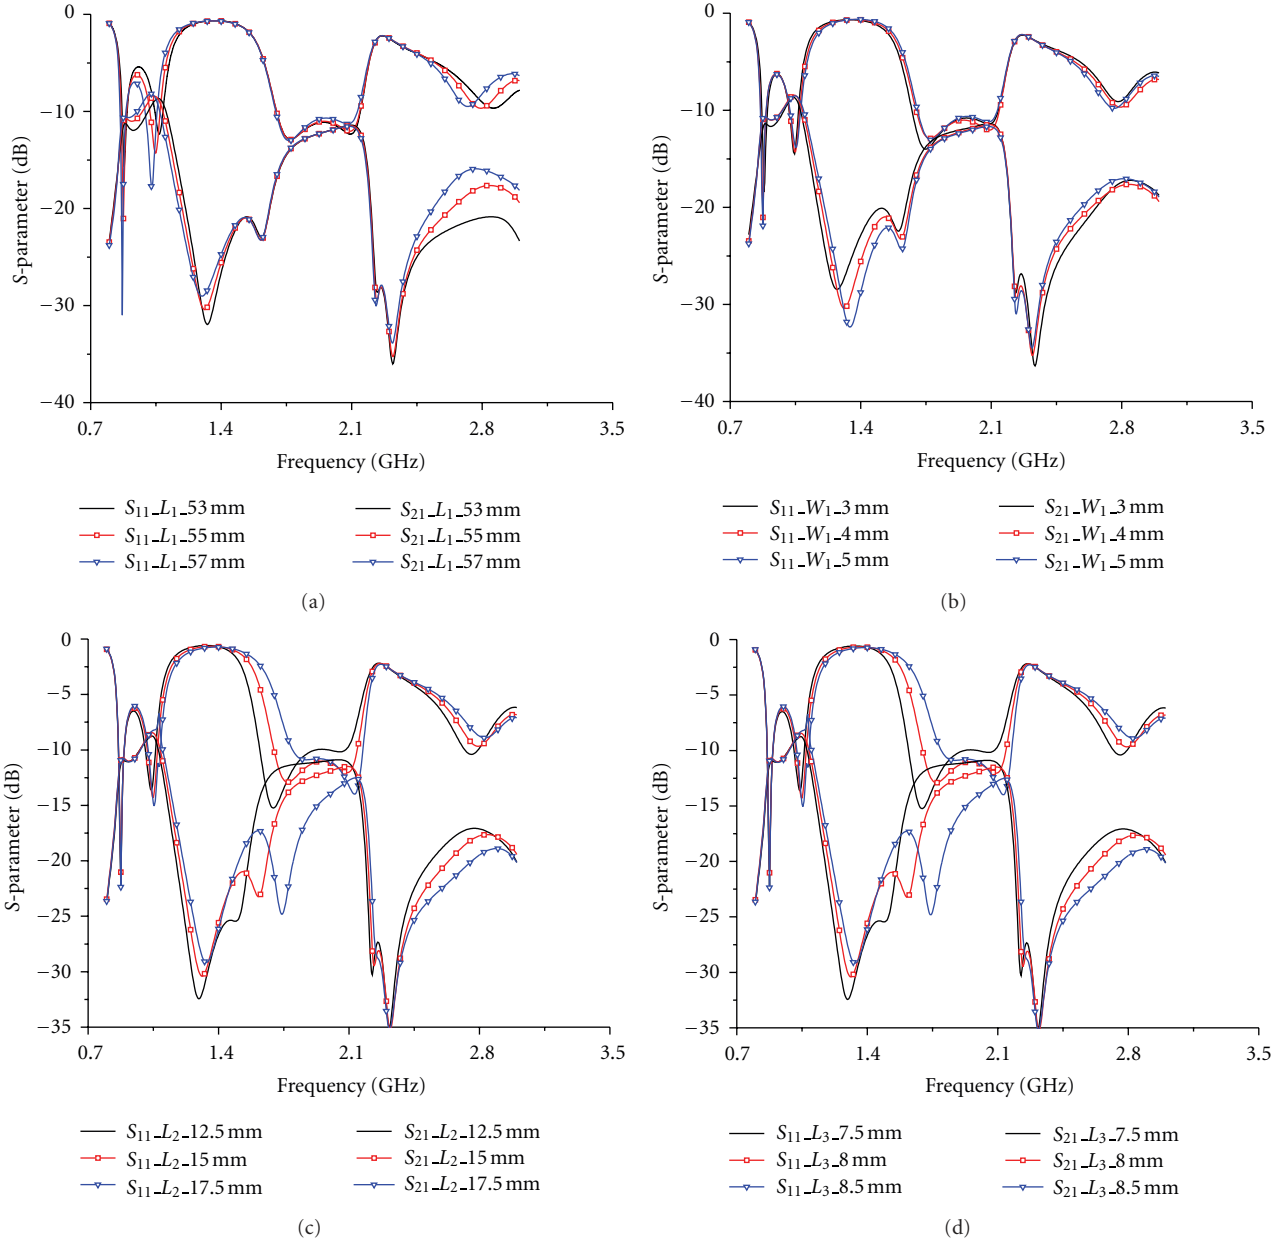 0
−10
−20
−30
−40
S-parameter (dB)
0.7 1.4 2.1 2.8 3.5
Frequency (GHz)
S11_L1_53 mm S21_L1_53 mm
S11_L1_55 mm S21_L1_55 mm
S11_L1_57 mm S21_L1_57 mm
(a)
0
−10
−20
−30
−40
S-parameter (dB)
0.7 1.4 2.1 2.8 3.5
Frequency (GHz)
S11_W1_3 mm S21_W1_3 mm
S11_W1_4 mm S21_W1_4 mm
S11_W1_5 mm S21_W1_5 mm
(b)
0
−5
−10
−15
−20
−25
−30
−35
S-parameter (dB)
0.7 1.4 2.1 2.8 3.5
Frequency (GHz)
S11_L2_12.5 mm S21_L2_12.5 mm
S11_L2_15 mm S21_L2_15 mm
S11_L2_17.5 mm S21_L2_17.5 mm
(c)
0
−5
−10
−15
−20
−25
−30
−35
S-parameter (dB)
0.7 1.4 2.1 2.8 3.5
Frequency (GHz)
S11_L3_7.5 mm S21_L3_7.5 mm
S11_L3_8 mm S21_L3_8 mm
S11_L3_8.5 mm S21_L3_8.5 mm
(d)